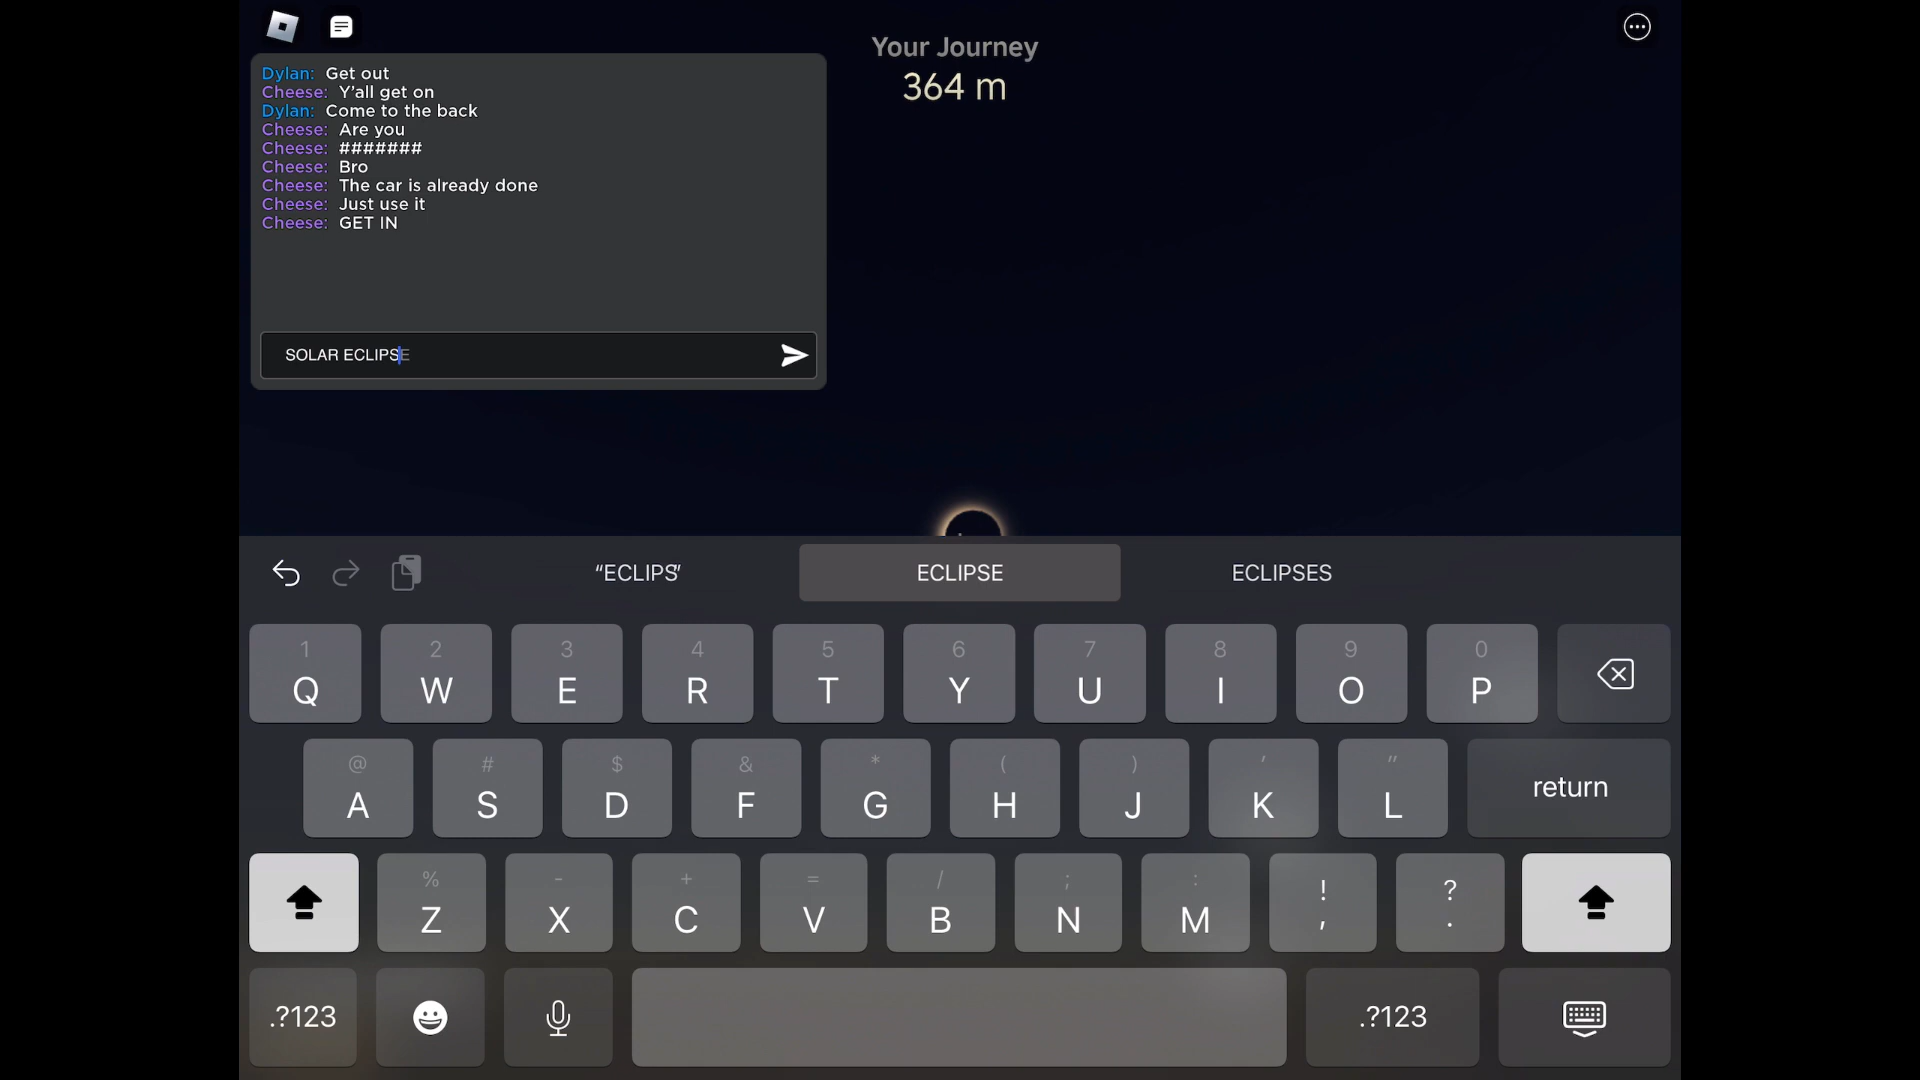 Your Journey
364 m
Dylan: Get out
Cheese: Y'all get on
Dylan: Come to the back
Cheese: Are you
Cheese: #######
Cheese: Bro
Cheese: The car is already done
Cheese: Just use it
Cheese: GET IN
SOLAR ECLIPSE
“ECLIPS” ECLIPSE ECLIPSES
1 2 3 4 5 6 7 8 9 0
Q W E R T Y U I O P
@ # $ & * ( ) ' "
A S D F G H J K L return
% - + = / ; : ! ?
Z X C V B N M , .
.?123 .?123